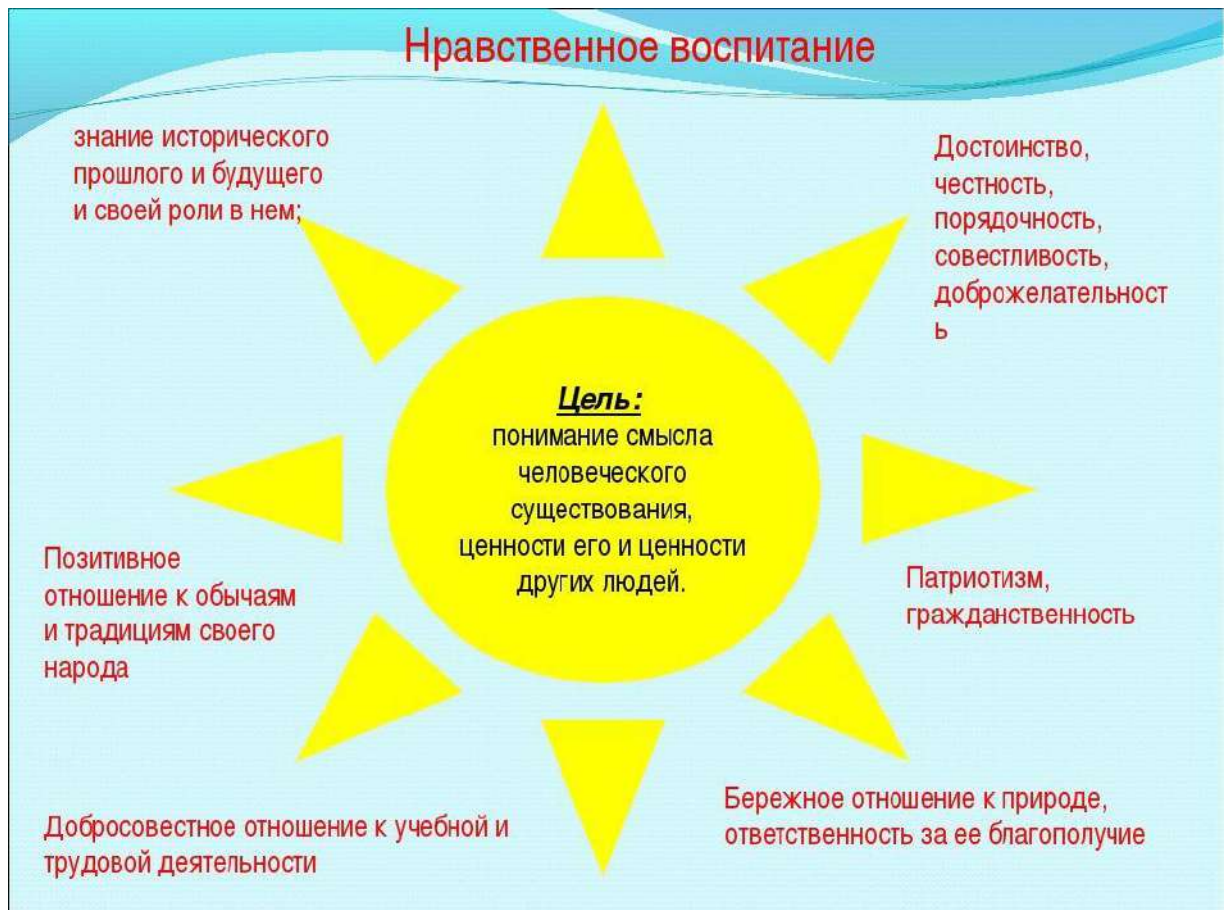 Нравственное воспитание
знание исторического
прошлого и будущего
и своей роли в нем;
Достоинство,
честность,
порядочность,
совестливость,
доброжелательност
ь
Цель:
понимание смысла
человеческого
существования,
ценности его и ценности
других людей.
Позитивное
отношение к обычаям
и традициям своего
народа
Патриотизм,
гражданственность
Добросовестное отношение к учебной и
трудовой деятельности
Бережное отношение к природе,
ответственность за ее благополучие